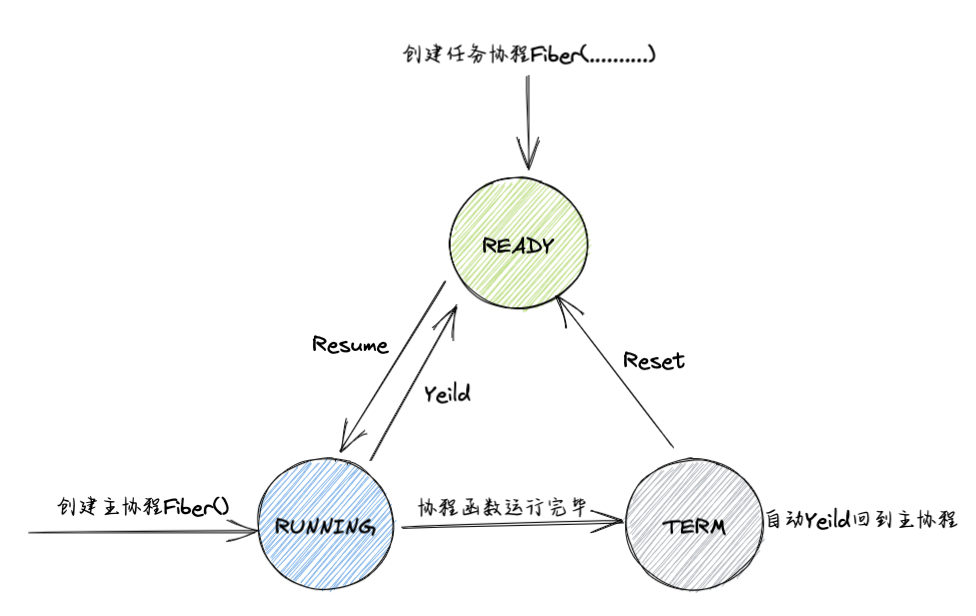 创建任务协程Fiber(..........)
READY
Resume
Yeild
Reset
创建主协程Fiber()
RUNNING
协程函数运行完毕
TERM
自动Yeild回到主协程